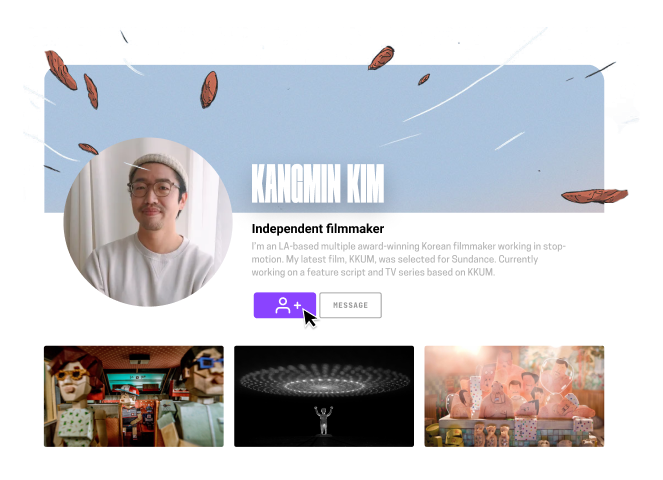 KANGMIN KIM
Independent filmmaker
I'm an LA-based multiple award-winning Korean filmmaker working in stop-
motion. My latest film, KKUM, was selected for Sundance. Currently
working on a feature script and TV series based on KKUM.
MESSAGE